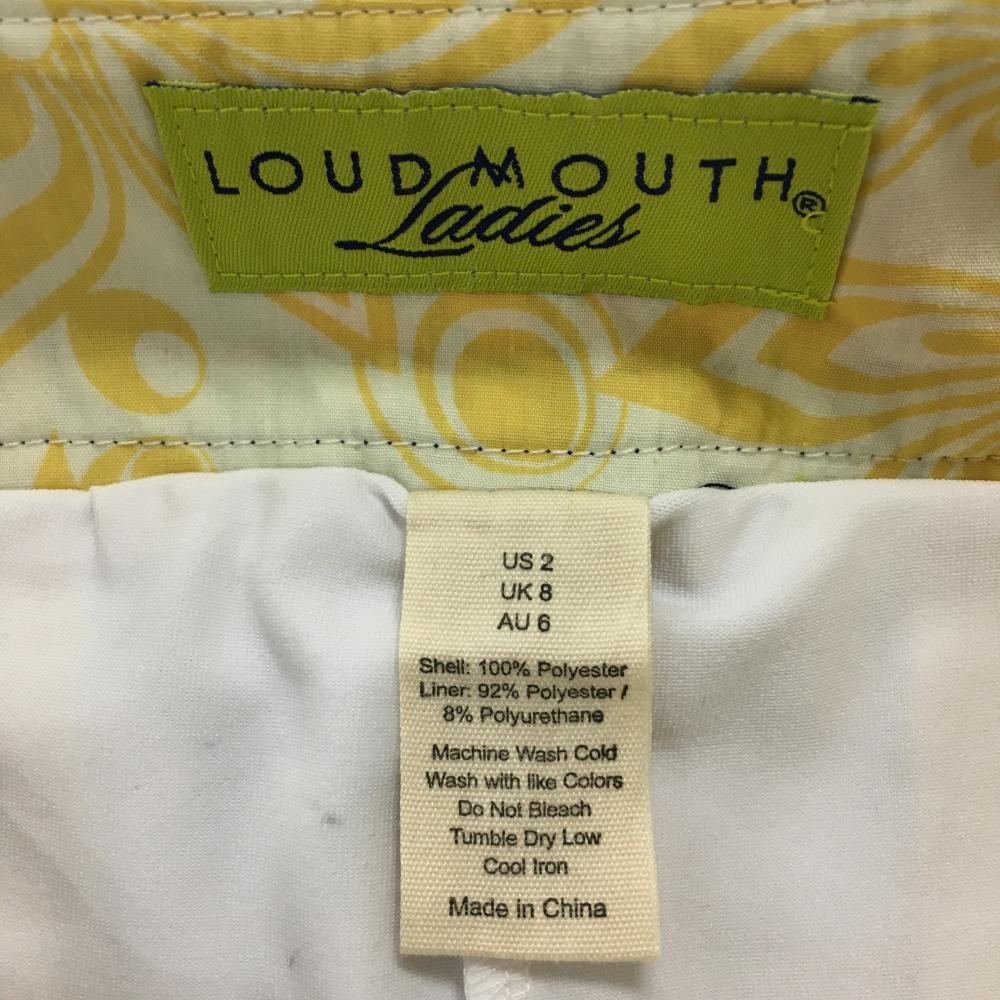 LOUDMOUTH®
Ladies
US 2
UK 8
AU 6
Shell: 100% Polyester
Liner: 92% Polyester /
8% Polyurethane
Machine Wash Cold
Wash with like Colors
Do Not Bleach
Tumble Dry Low
Cool Iron
Made in China